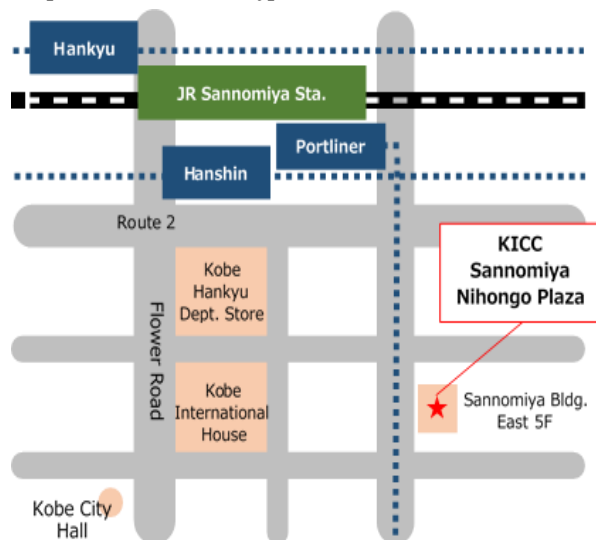 Hankyu
JR Sannomiya Sta.
Portliner
Hanshin
Route 2
KICC
Sannomiya
Nihongo Plaza
Kobe
Hankyu
Dept. Store
Flower Road
Kobe
International
House
Sannomiya Bldg.
East 5F
Kobe City
Hall